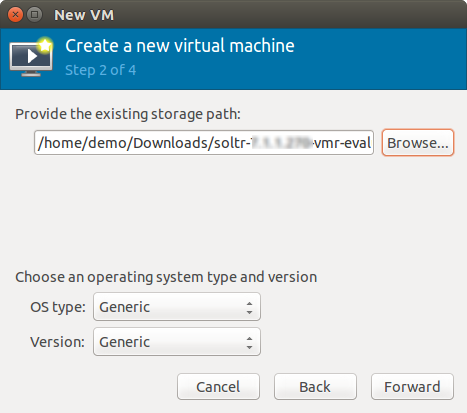 New VM
Create a new virtual machine
Step 2 of 4
Provide the existing storage path:
/home/demo/Downloads/soltr- -vmr-eval
Browse...
Choose an operating system type and version
OS type: Generic
Version: Generic
Cancel Back Forward